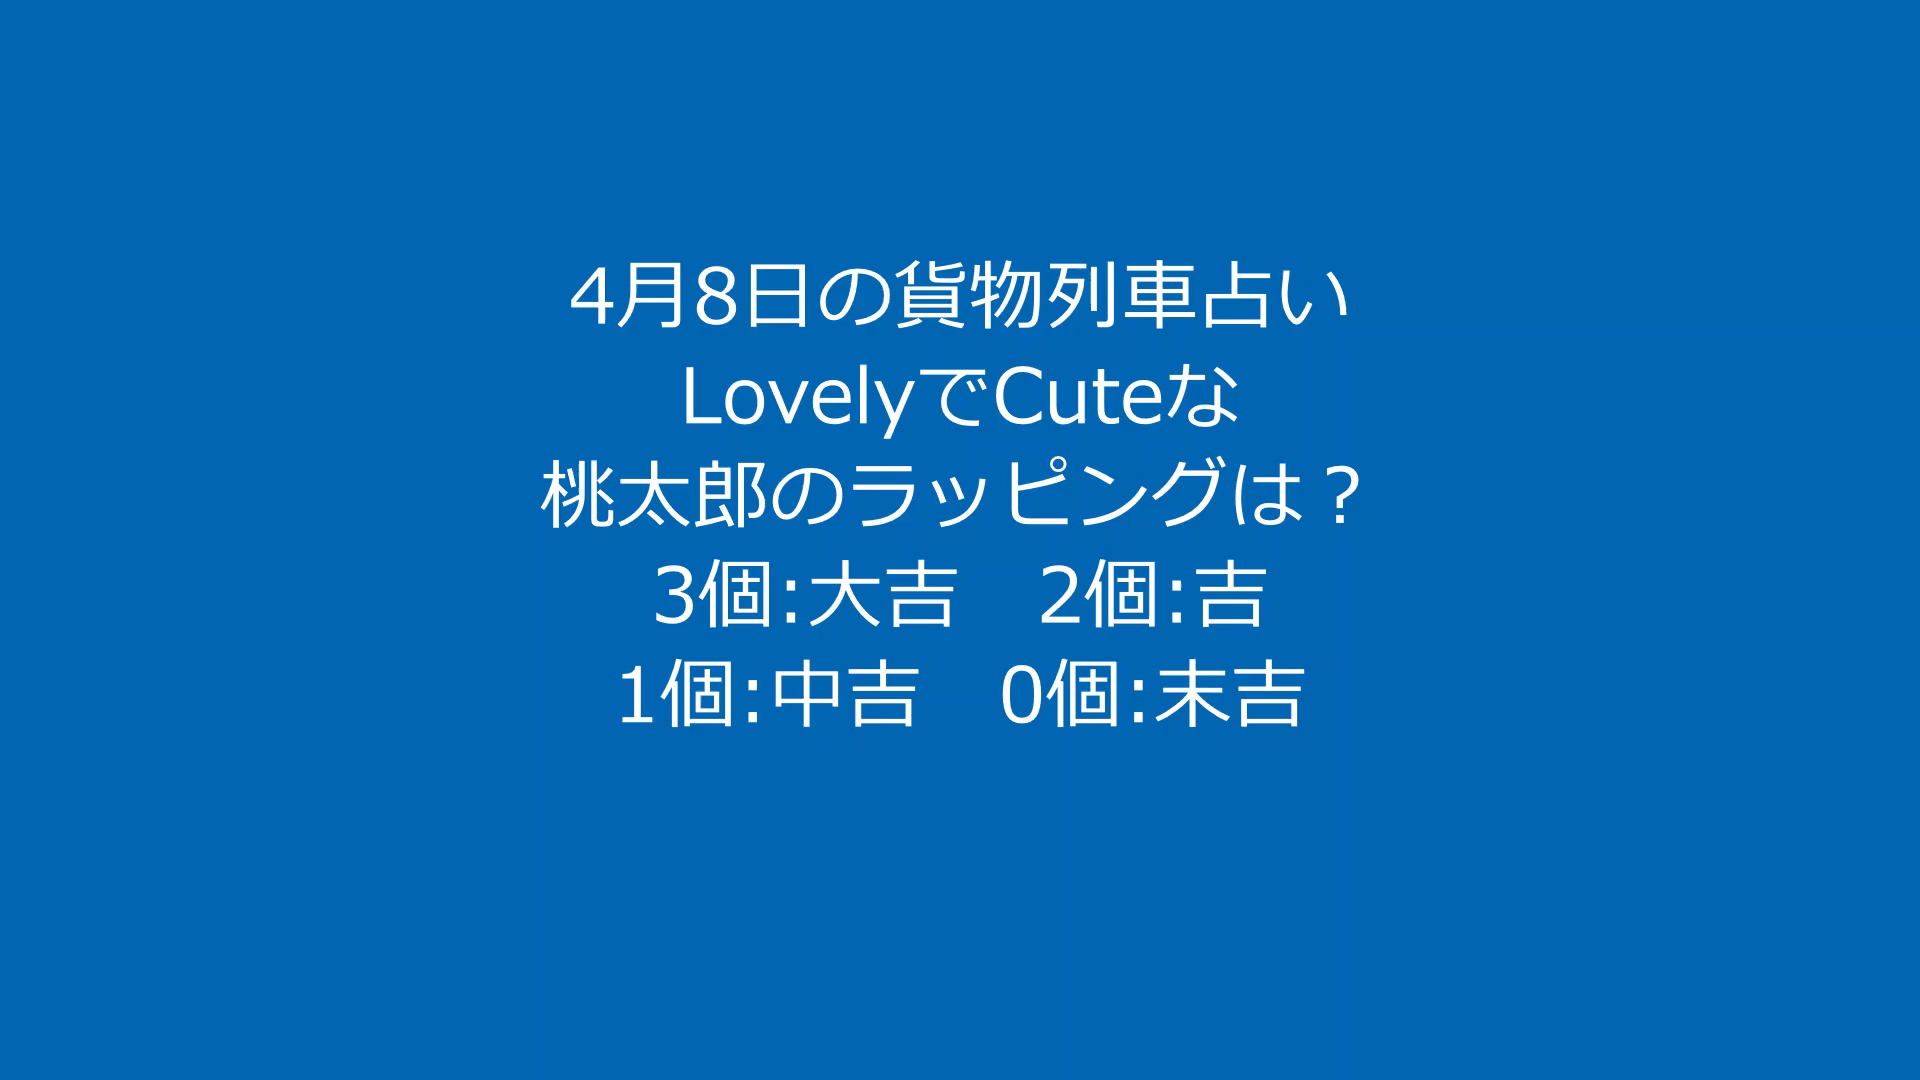 4月8日の貨物列車占い
LovelyでCuteな
桃太郎のラッピングは？
3個:大吉　2個:吉
1個:中吉　0個:末吉